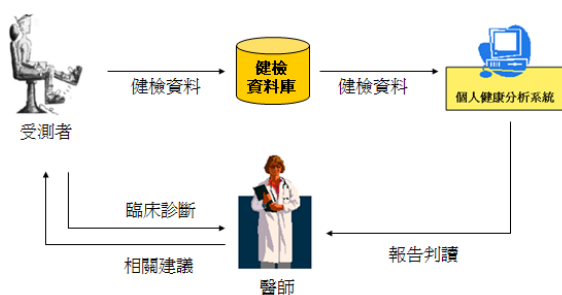 健檢
資料庫
健檢資料
健檢資料
個人健康分析系統
受測者
臨床診斷
相關建議
報告判讀
醫師